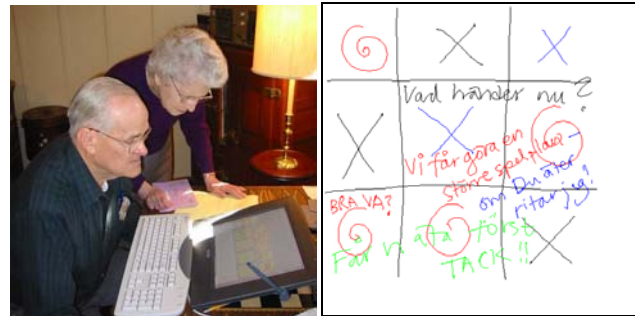 Vad händer nu?
Vi får göra en
större spelplan
om Du äter
ritar jag!
BRA VA?
Får äta först
TACK!!